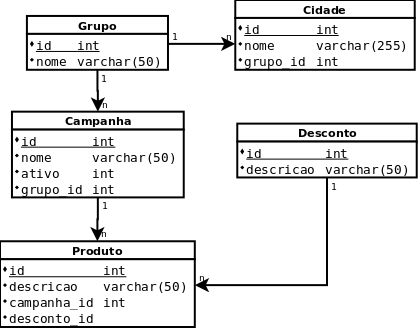 Grupo
id int
nome varchar(50)
Cidade
id int
nome varchar(255)
grupo_id int
1
n
1
n
Campanha
id int
nome varchar(50)
ativo int
grupo_id int
Desconto
id int
descricao varchar(50)
1
n
1
n
Produto
id int
descricao varchar(50)
campanha_id int
desconto_id